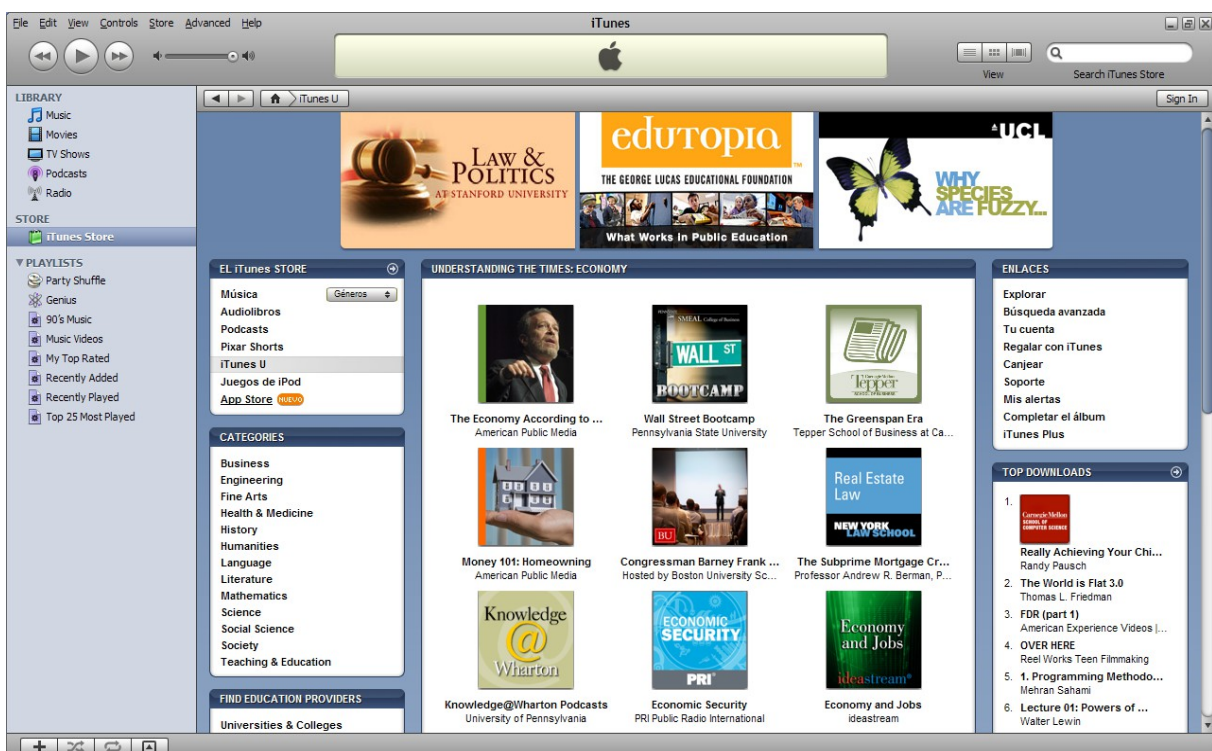 File Edit View Controls Store Advanced Help
iTunes
View
Search iTunes Store
LIBRARY
Music
Movies
TV Shows
Podcasts
Radio
STORE
iTunes Store
PLAYLISTS
Party Shuffle
Genius
90's Music
Music Videos
My Top Rated
Recently Added
Recently Played
Top 25 Most Played
iTunes U
Sign In
LAW &
POLITICS
AT STANFORD UNIVERSITY
edutopia™
THE GEORGE LUCAS EDUCATIONAL FOUNDATION
What Works in Public Education
UCL
WHY
SPECIES
ARE FUZZY...
EL iTunes STORE
Música
Géneros
Audiolibros
Podcasts
Pixar Shorts
iTunes U
Juegos de iPod
App Store NUEVO
CATEGORIES
Business
Engineering
Fine Arts
Health & Medicine
History
Humanities
Language
Literature
Mathematics
Science
Social Science
Society
Teaching & Education
FIND EDUCATION PROVIDERS
Universities & Colleges
UNDERSTANDING THE TIMES: ECONOMY
The Economy According to ...
American Public Media
SMEAL College of Business
WALL ST
BOOTCAMP
Wall Street Bootcamp
Pennsylvania State University
Tepper
The Greenspan Era
Tepper School of Business at Ca...
Money 101: Homeowning
American Public Media
BU
Congressman Barney Frank ...
Hosted by Boston University Sc...
Real Estate
Law
NEW YORK
LAW SCHOOL
The Subprime Mortgage Cr...
Professor Andrew R. Berman, P...
Knowledge
@
Wharton
Knowledge@Wharton Podcasts
University of Pennsylvania
ECONOMIC
SECURITY
PRI
Economic Security
PRI Public Radio International
Economy
and Jobs
ideastream®
Economy and Jobs
ideastream
ENLACES
Explorar
Búsqueda avanzada
Tu cuenta
Regalar con iTunes
Canjear
Soporte
Mis alertas
Completar el álbum
iTunes Plus
TOP DOWNLOADS
1.
Carnegie Mellon
SCHOOL OF
COMPUTER SCIENCE
Really Achieving Your Chi...
Randy Pausch
2. The World is Flat 3.0
Thomas L. Friedman
3. FDR (part 1)
American Experience Videos |...
4. OVER HERE
Reel Works Teen Filmmaking
5. 1. Programming Methodo...
Mehran Sahami
6. Lecture 01: Powers of ...
Walter Lewin